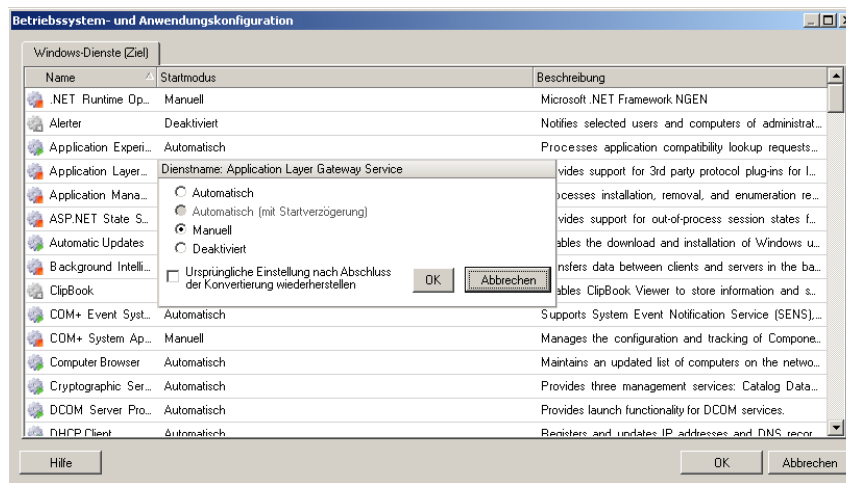 Betriebssystem- und Anwendungskonfiguration
Windows-Dienste (Ziel)
Name Startmodus Beschreibung
.NET Runtime Op... Manuell Microsoft .NET Framework NGEN
Alerter Deaktiviert Notifies selected users and computers of administrat...
Application Experi... Automatisch Processes application compatibility lookup requests...
Application Layer... vides support for 3rd party protocol plug-ins for I...
Application Mana... ocesses installation, removal, and enumeration re...
ASP.NET State S... vides support for out-of-process session states f...
Automatic Updates ables the download and installation of Windows u...
Background Intelli... nsfers data between clients and servers in the ba...
ClipBook ables ClipBook Viewer to store information and s...
Dienstname: Application Layer Gateway Service
Automatisch
Automatisch (mit Startverzögerung)
Manuell
Deaktiviert
Ursprüngliche Einstellung nach Abschluss
der Konvertierung wiederherstellen
OK Abbrechen
COM+ Event Syst... Automatisch Supports System Event Notification Service (SENS),...
COM+ System Ap... Manuell Manages the configuration and tracking of Compone...
Computer Browser Automatisch Maintains an updated list of computers on the netwo...
Cryptographic Ser... Automatisch Provides three management services: Catalog Data...
DCOM Server Pro... Automatisch Provides launch functionality for DCOM services.
DHCP Client Automatisch Registers and updates IP addresses and DNS recor...
Hilfe OK Abbrechen